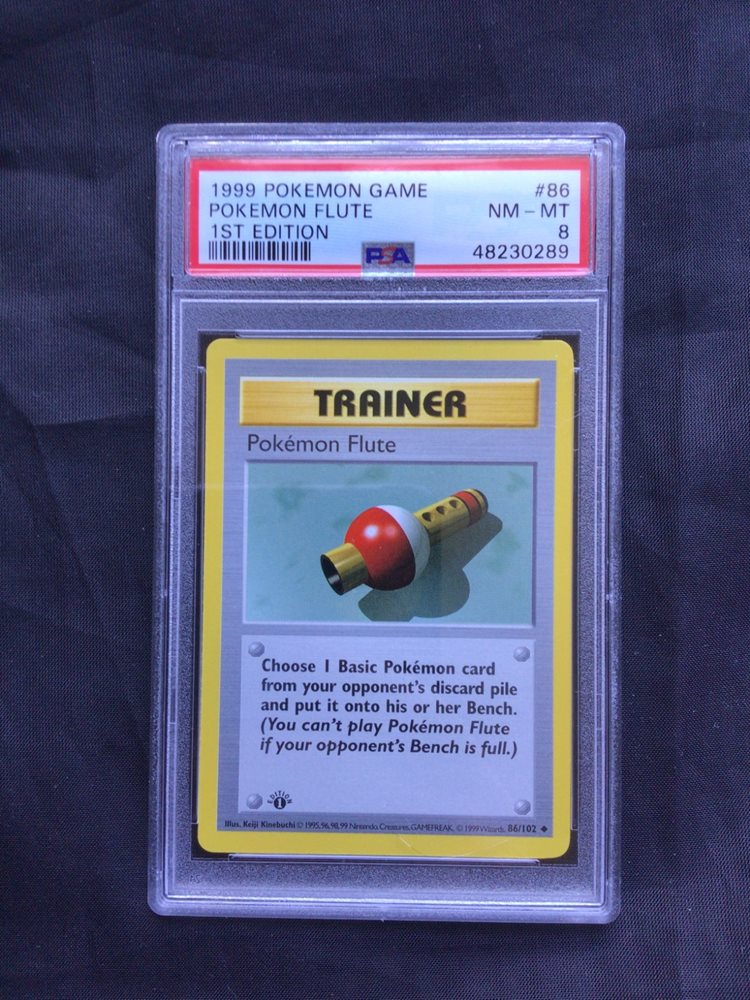 1999 POKEMON GAME #86
POKEMON FLUTE NM - MT
1ST EDITION 8
PSA 48230289
TRAINER
Pokémon Flute
Choose 1 Basic Pokémon card
from your opponent's discard pile
and put it onto his or her Bench.
(You can't play Pokémon Flute
if your opponent's Bench is full.)
EDITION
1
Illus. Keiji Kinebuchi © 1995, 96, 98, 99 Nintendo, Creatures, GAMEFREAK. © 1999 Wizards. 86/102